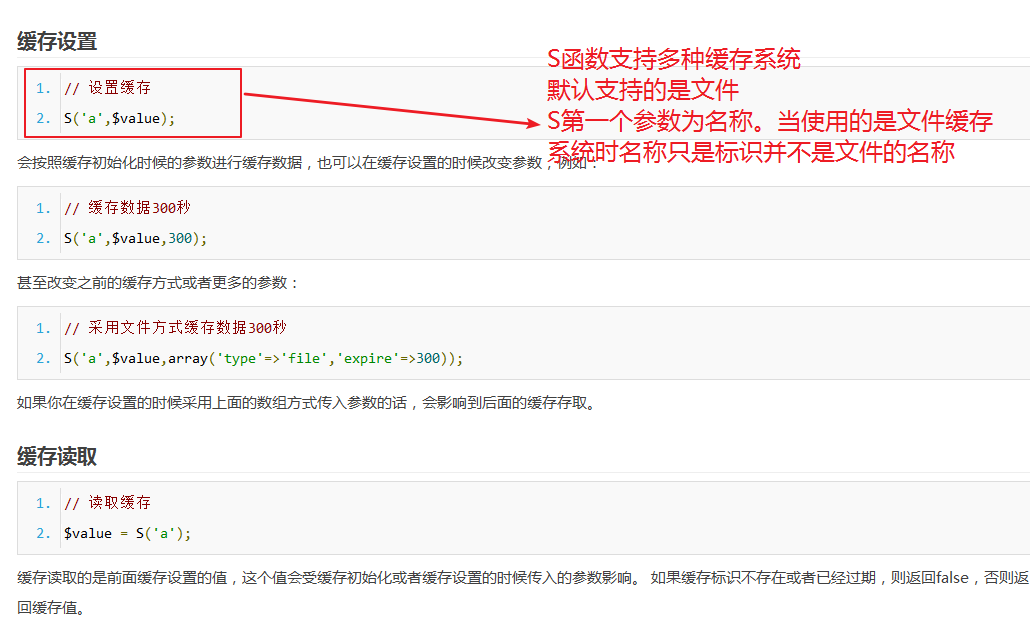 缓存设置
1. // 设置缓存
2. S('a',$value);
S函数支持多种缓存系统
默认支持的是文件
S第一个参数为名称。当使用的是文件缓存
系统时名称只是标识并不是文件的名称
会按照缓存初始化时候的参数进行缓存数据，也可以在缓存设置的时候改变参数，例如：
1. // 缓存数据300秒
2. S('a',$value,300);
甚至改变之前的缓存方式或者更多的参数：
1. // 采用文件方式缓存数据300秒
2. S('a',$value,array('type'=>'file','expire'=>300));
如果你在缓存设置的时候采用上面的数组方式传入参数的话，会影响到后面的缓存存取。
缓存读取
1. // 读取缓存
2. $value = S('a');
缓存读取的是前面缓存设置的值，这个值会受缓存初始化或者缓存设置的时候传入的参数影响。 如果缓存标识不存在或者已经过期，则返回false，否则返
回缓存值。